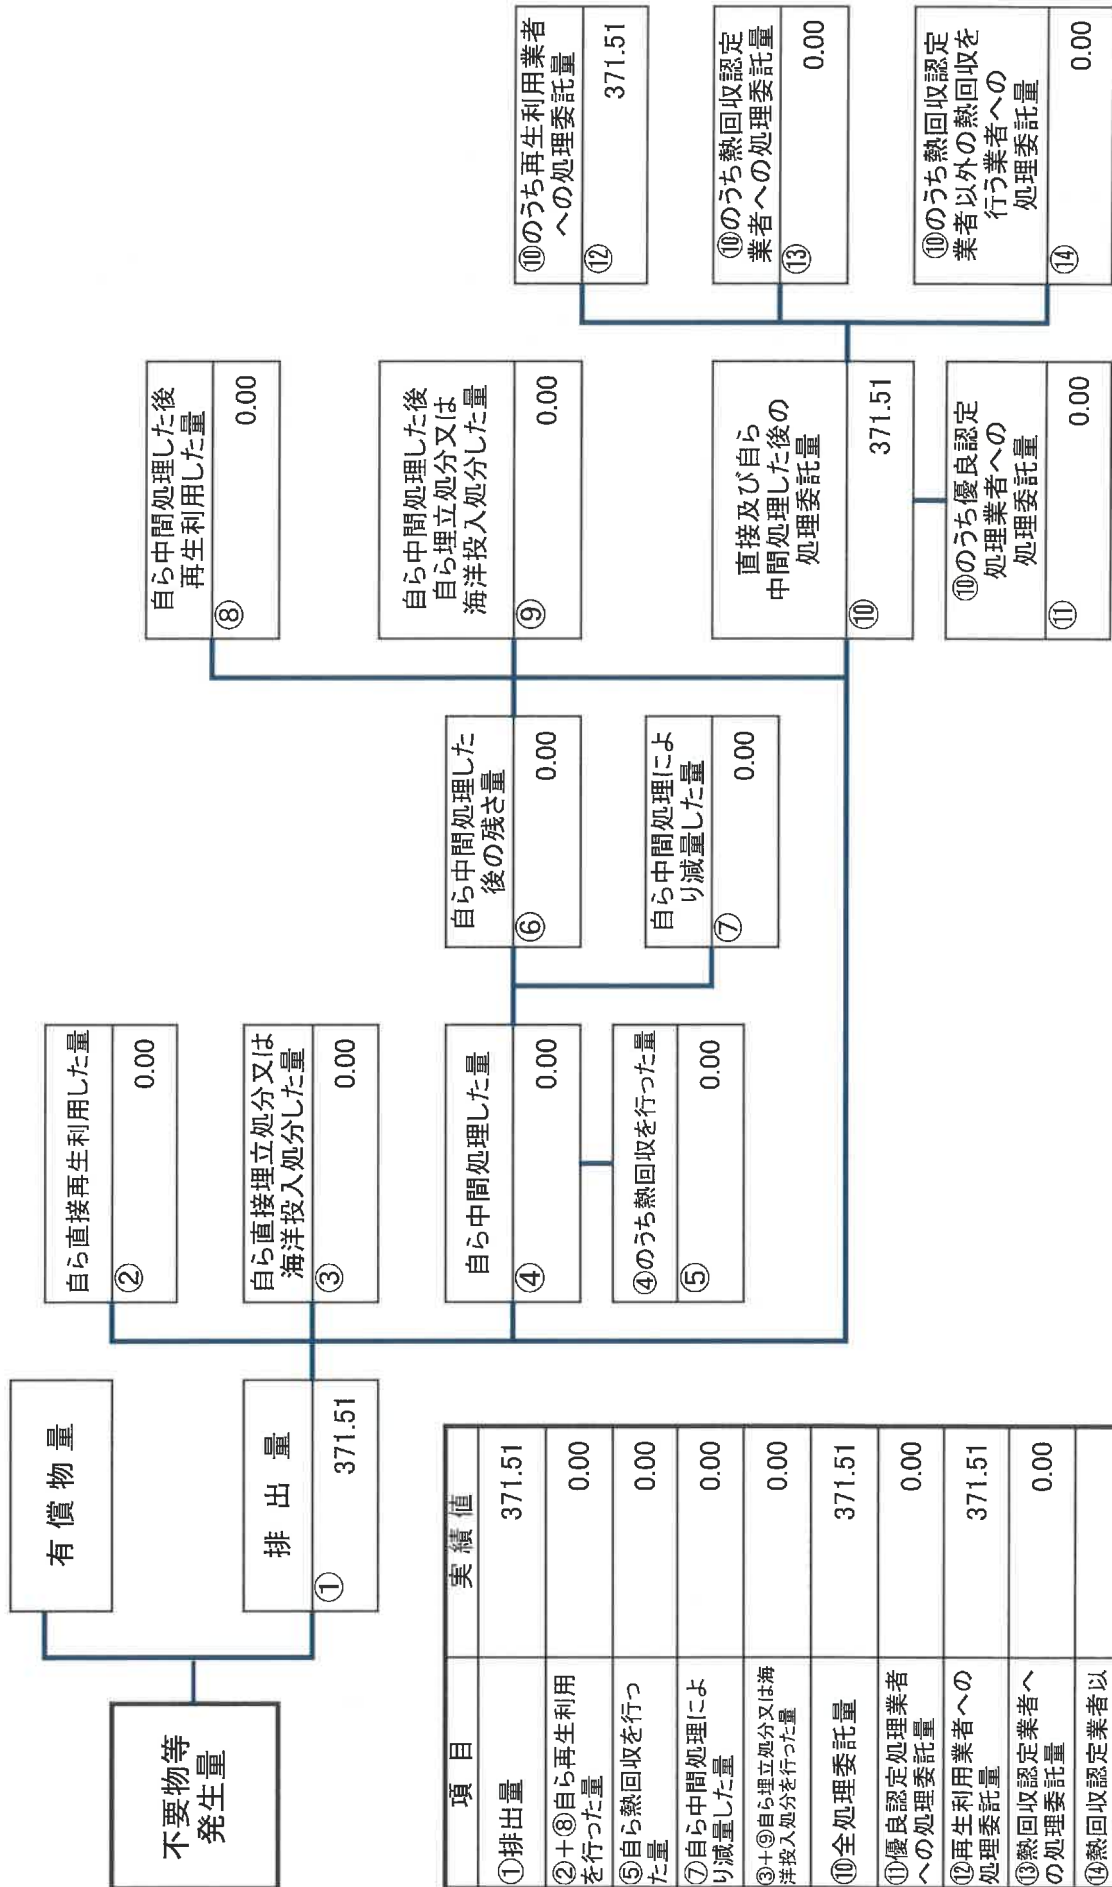 不要物等
発生量
有償物量
排出量
①
371.51
自ら直接再生利用した量
②
0.00
自ら直接埋立処分又は
海洋投入処分した量
③
0.00
自ら中間処理した量
④
0.00
④のうち熱回収を行った量
⑤
0.00
自ら中間処理した
後の残さ量
⑥
0.00
自ら中間処理によ
り減量した量
⑦
0.00
自ら中間処理した後
再生利用した量
⑧
0.00
自ら中間処理した後
自ら埋立処分又は
海洋投入処分した量
⑨
0.00
直接及び自ら
中間処理した後の
処理委託量
⑩
371.51
⑩のうち優良認定
処理業者への
処理委託量
⑪
0.00
⑩のうち再生利用業者
への処理委託量
⑫
371.51
⑩のうち熱回収認定
業者への処理委託量
⑬
0.00
⑩のうち熱回収認定
業者以外の熱回収を
行う業者への
処理委託量
⑭
0.00
項目 実績値
①排出量 371.51
②+⑧自ら再生利用
を行った量 0.00
⑤自ら熱回収を行っ
た量 0.00
⑦自ら中間処理によ
り減量した量 0.00
③+⑨自ら埋立処分又は海
洋投入処分を行った量 0.00
⑩全処理委託量 371.51
⑪優良認定処理業者
への処理委託量 0.00
⑫再生利用業者への
処理委託量 371.51
⑬熱回収認定業者へ
の処理委託量 0.00
⑭熱回収認定業者以